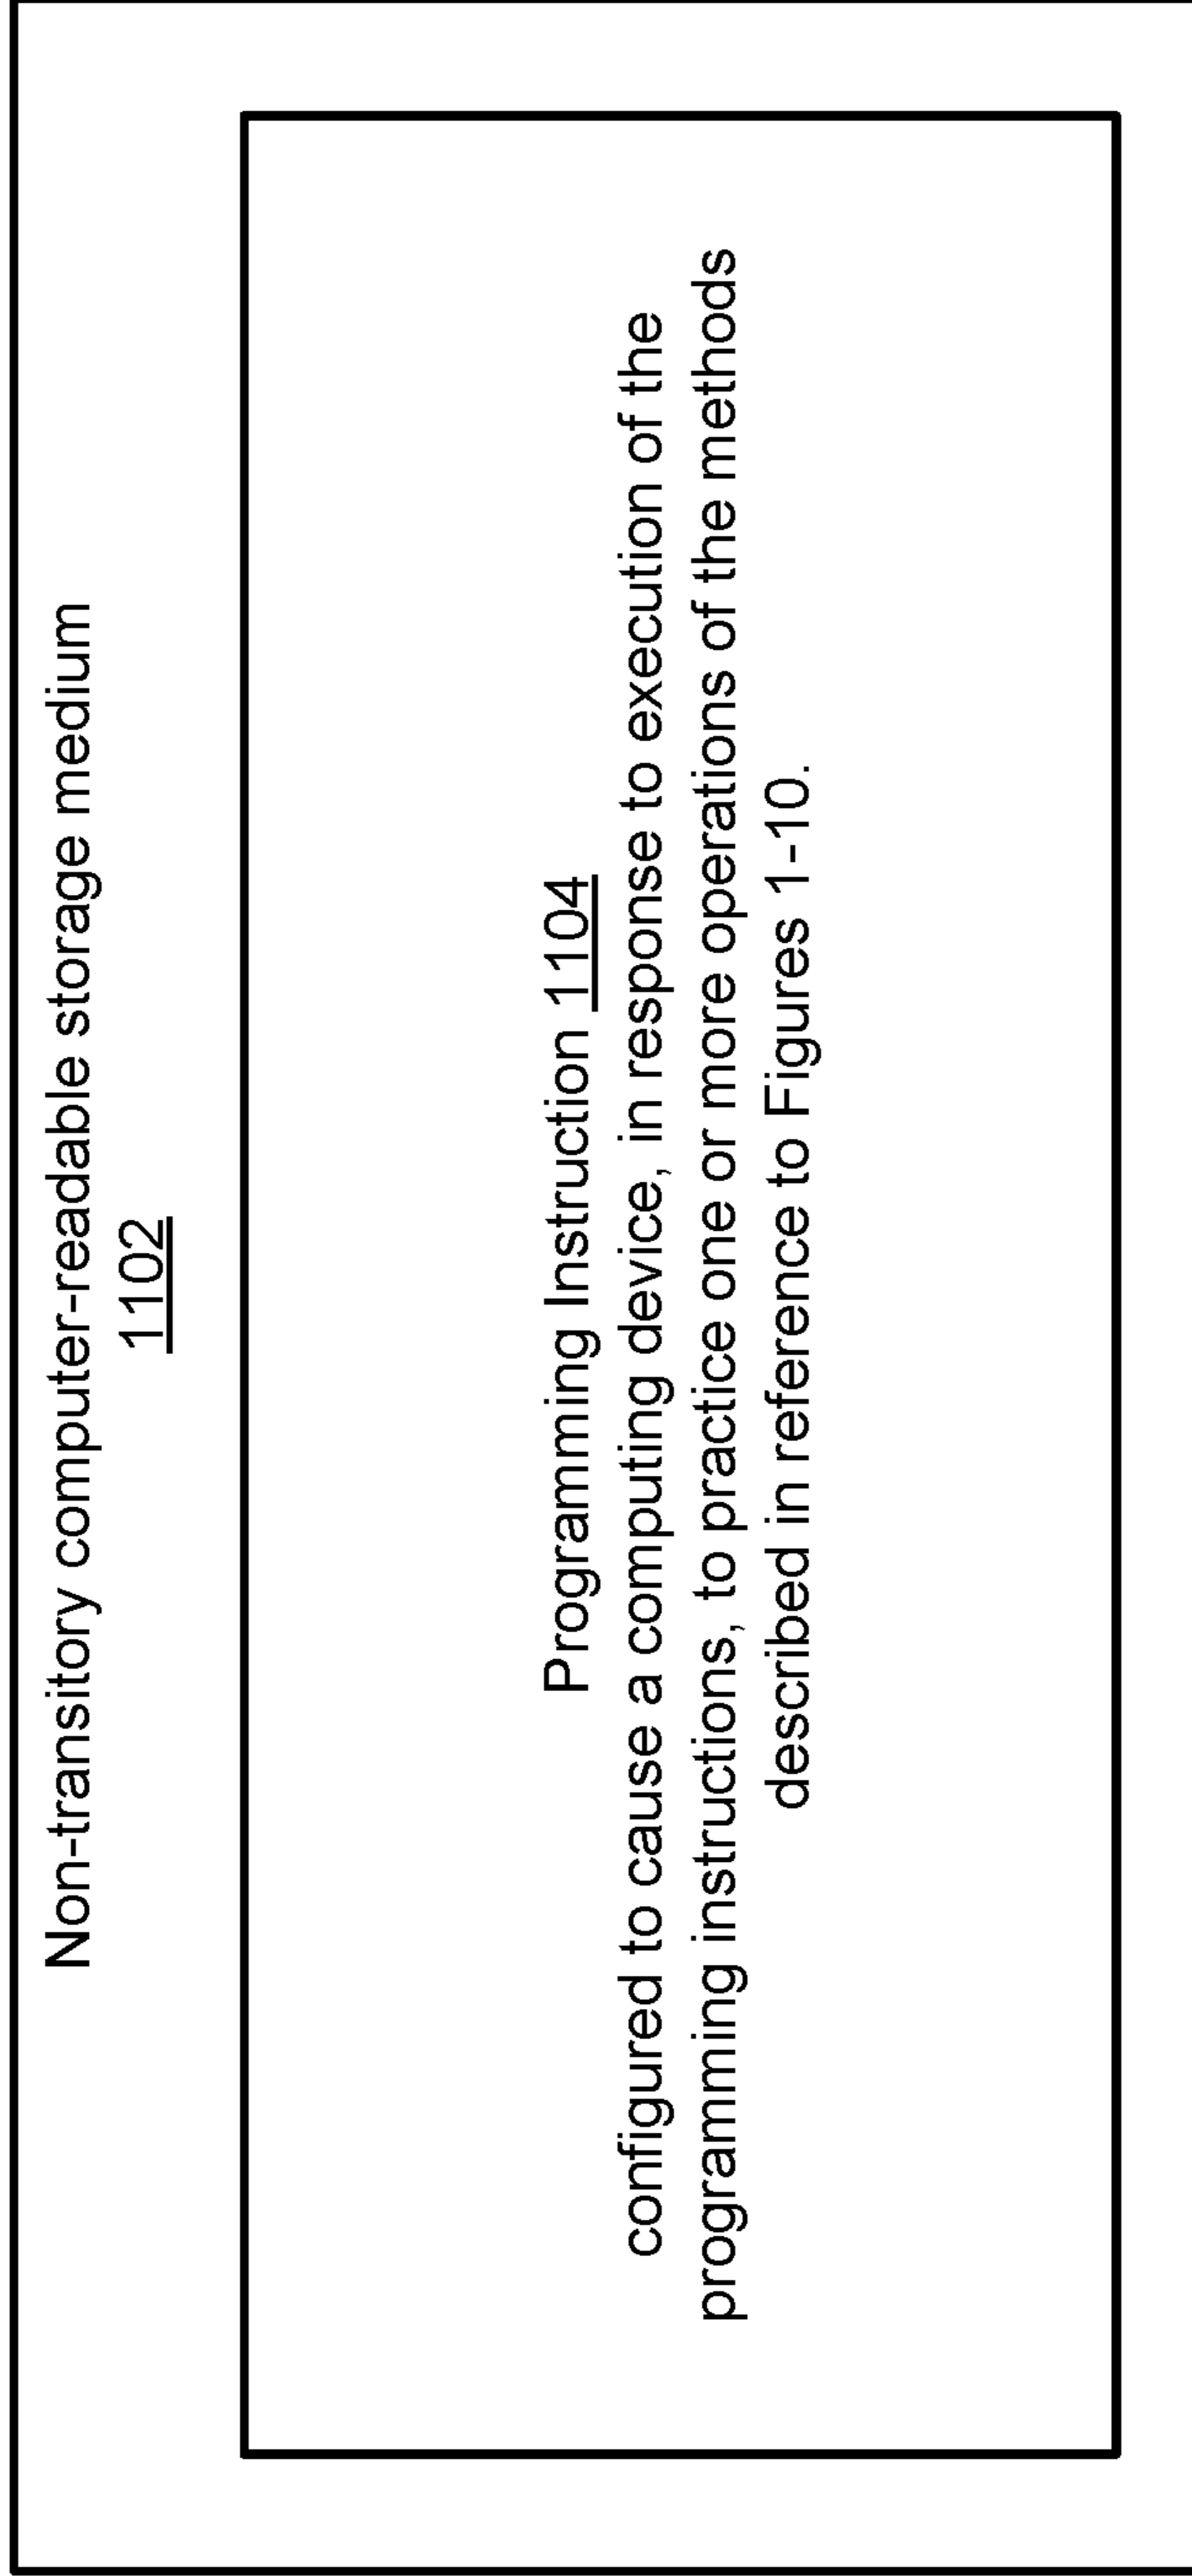 Non-transitory computer-readable storage medium
1102
Programming Instruction 1104
configured to cause a computing device, in response to execution of the
programming instructions, to practice one or more operations of the methods
described in reference to Figures 1-10.